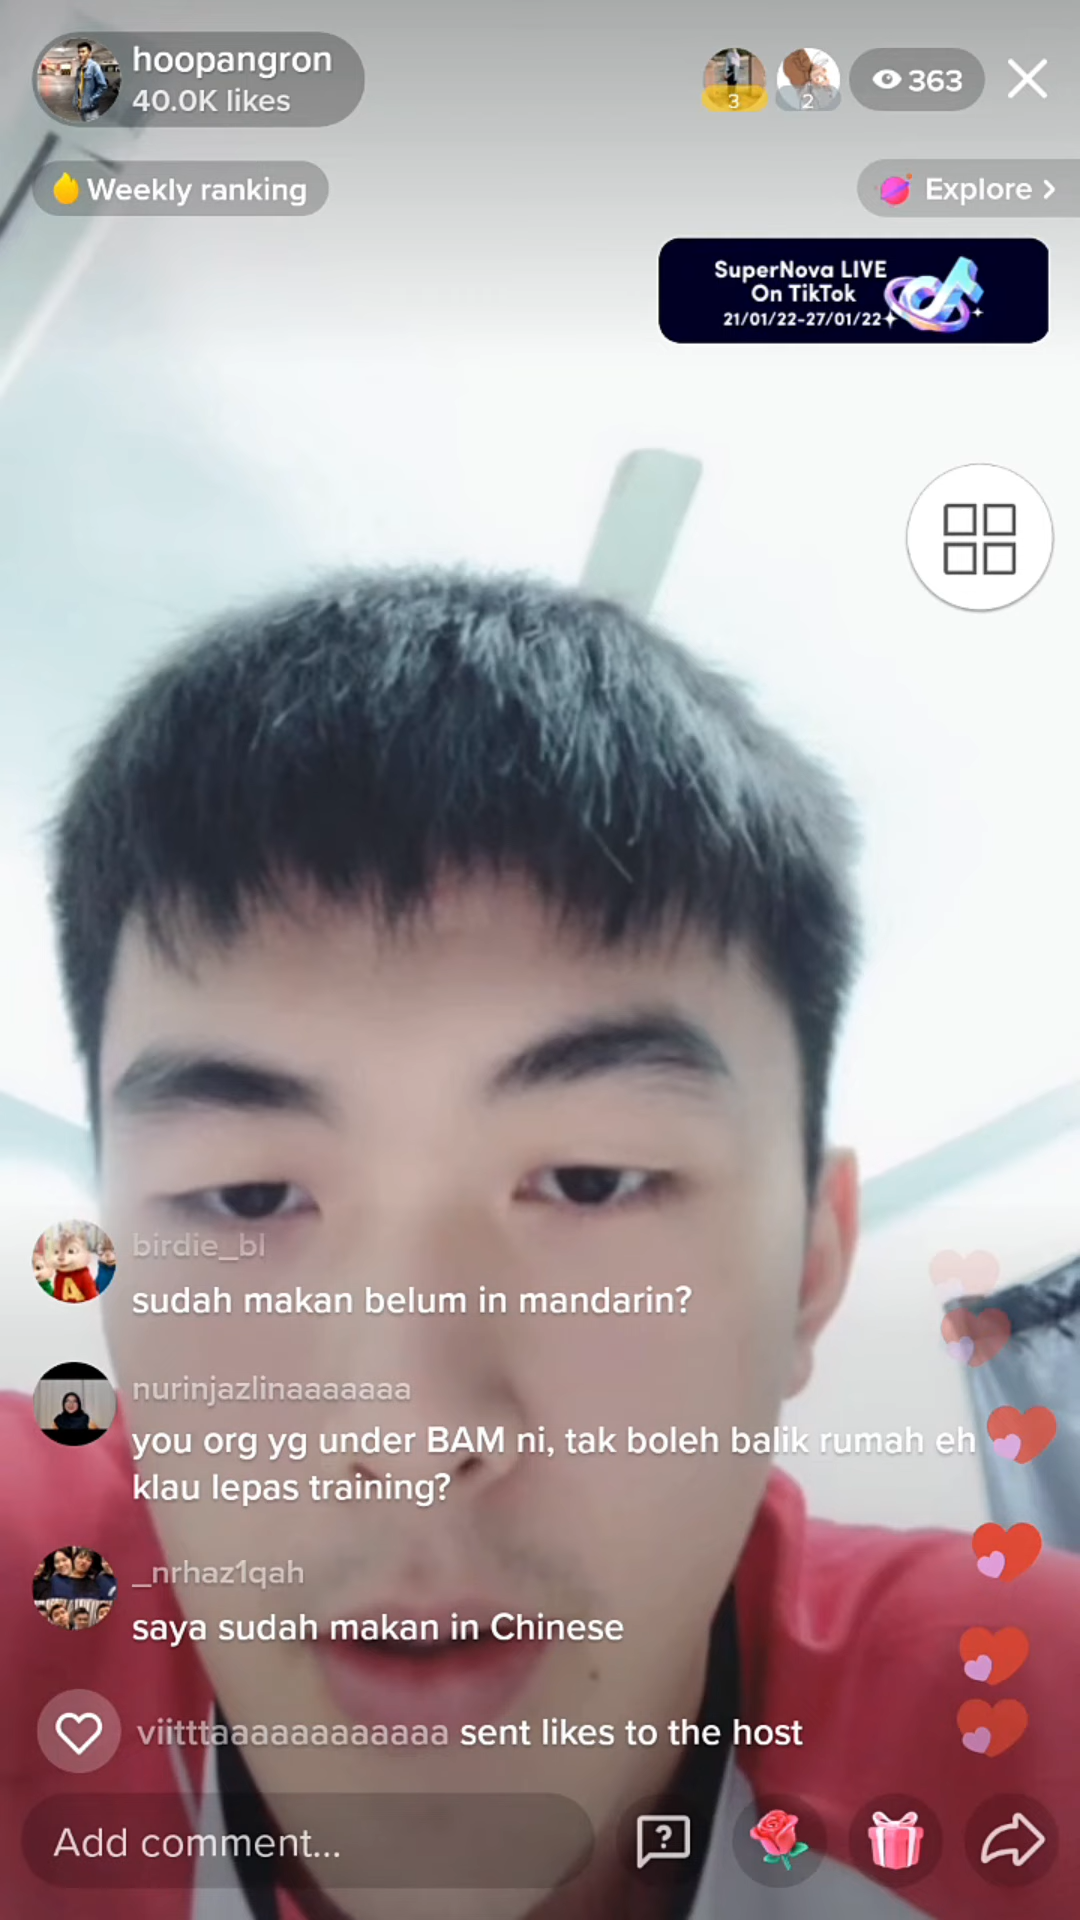 hoopangron
40.0K likes
3
2
363
Weekly ranking
Explore
SuperNova LIVE
On TikTok
21/01/22-27/01/22
birdie_bl
sudah makan belum in mandarin?
nurinjazlinaaaaaaa
you org yg under BAM ni, tak boleh balik rumah eh
klau lepas training?
_nrhaz1qah
saya sudah makan in Chinese
viitttaaaaaaaaaaaa sent likes to the host
Add comment...